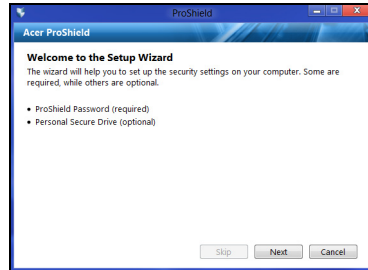 ProShield
Acer ProShield
Welcome to the Setup Wizard
The wizard will help you to set up the security settings on your computer. Some are
required, while others are optional.
• ProShield Password (required)
• Personal Secure Drive (optional)
Skip Next Cancel